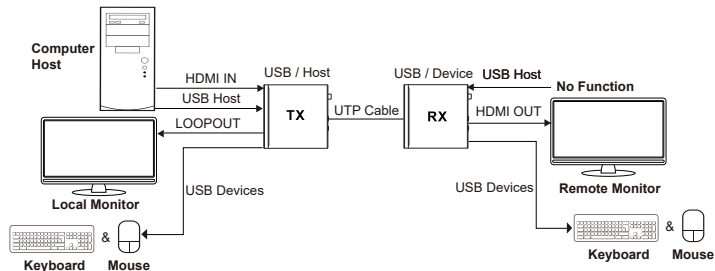 Computer
Host
HDMI IN
USB Host
LOOPOUT
USB / Host
TX
UTP Cable
USB / Device
RX
USB Host
No Function
HDMI OUT
Local Monitor
USB Devices
&
Keyboard Mouse
Remote Monitor
USB Devices
&
Keyboard Mouse